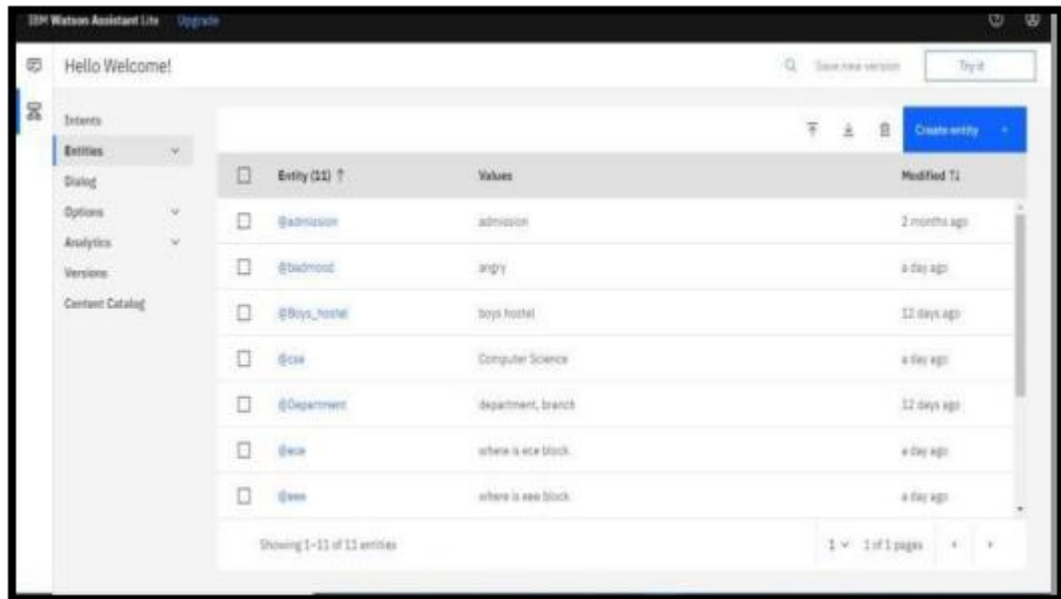 IBM Watson Assistant Lite Upgrade
Hello Welcome!
Save new version Try it
Intents
Entities
Dialog
Options
Analytics
Versions
Content Catalog
Create entity +
Entity (11) ↑ Values Modified ↑↓
@admission admission 2 months ago
@badmood angry a day ago
@Boys_hostel boys hostel 12 days ago
@cse Computer Science a day ago
@Department department, branch 12 days ago
@ece where is ece block a day ago
@eee where is eee block a day ago
Showing 1–11 of 11 entities 1 1 of 1 pages